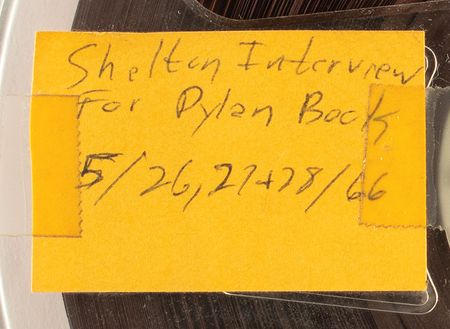 Shelton Interview
For Dylan Book
5/26, 27+28/66